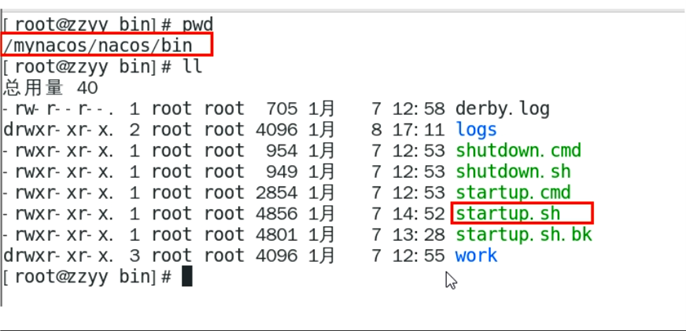 [root@zzyy bin]# pwd
/mynacos/nacos/bin
[root@zzyy bin]# ll
总用量 40
-rw-r--r--. 1 root root 705 1月 7 12:58 derby.log
drwxr-xr-x. 2 root root 4096 1月 8 17:11 logs
-rwxr-xr-x. 1 root root 954 1月 7 12:53 shutdown.cmd
-rwxr-xr-x. 1 root root 949 1月 7 12:53 shutdown.sh
-rwxr-xr-x. 1 root root 2854 1月 7 12:53 startup.cmd
-rwxr-xr-x. 1 root root 4856 1月 7 14:52 startup.sh
-rwxr-xr-x. 1 root root 4801 1月 7 13:28 startup.sh.bk
drwxr-xr-x. 3 root root 4096 1月 7 12:55 work
[root@zzyy bin]#